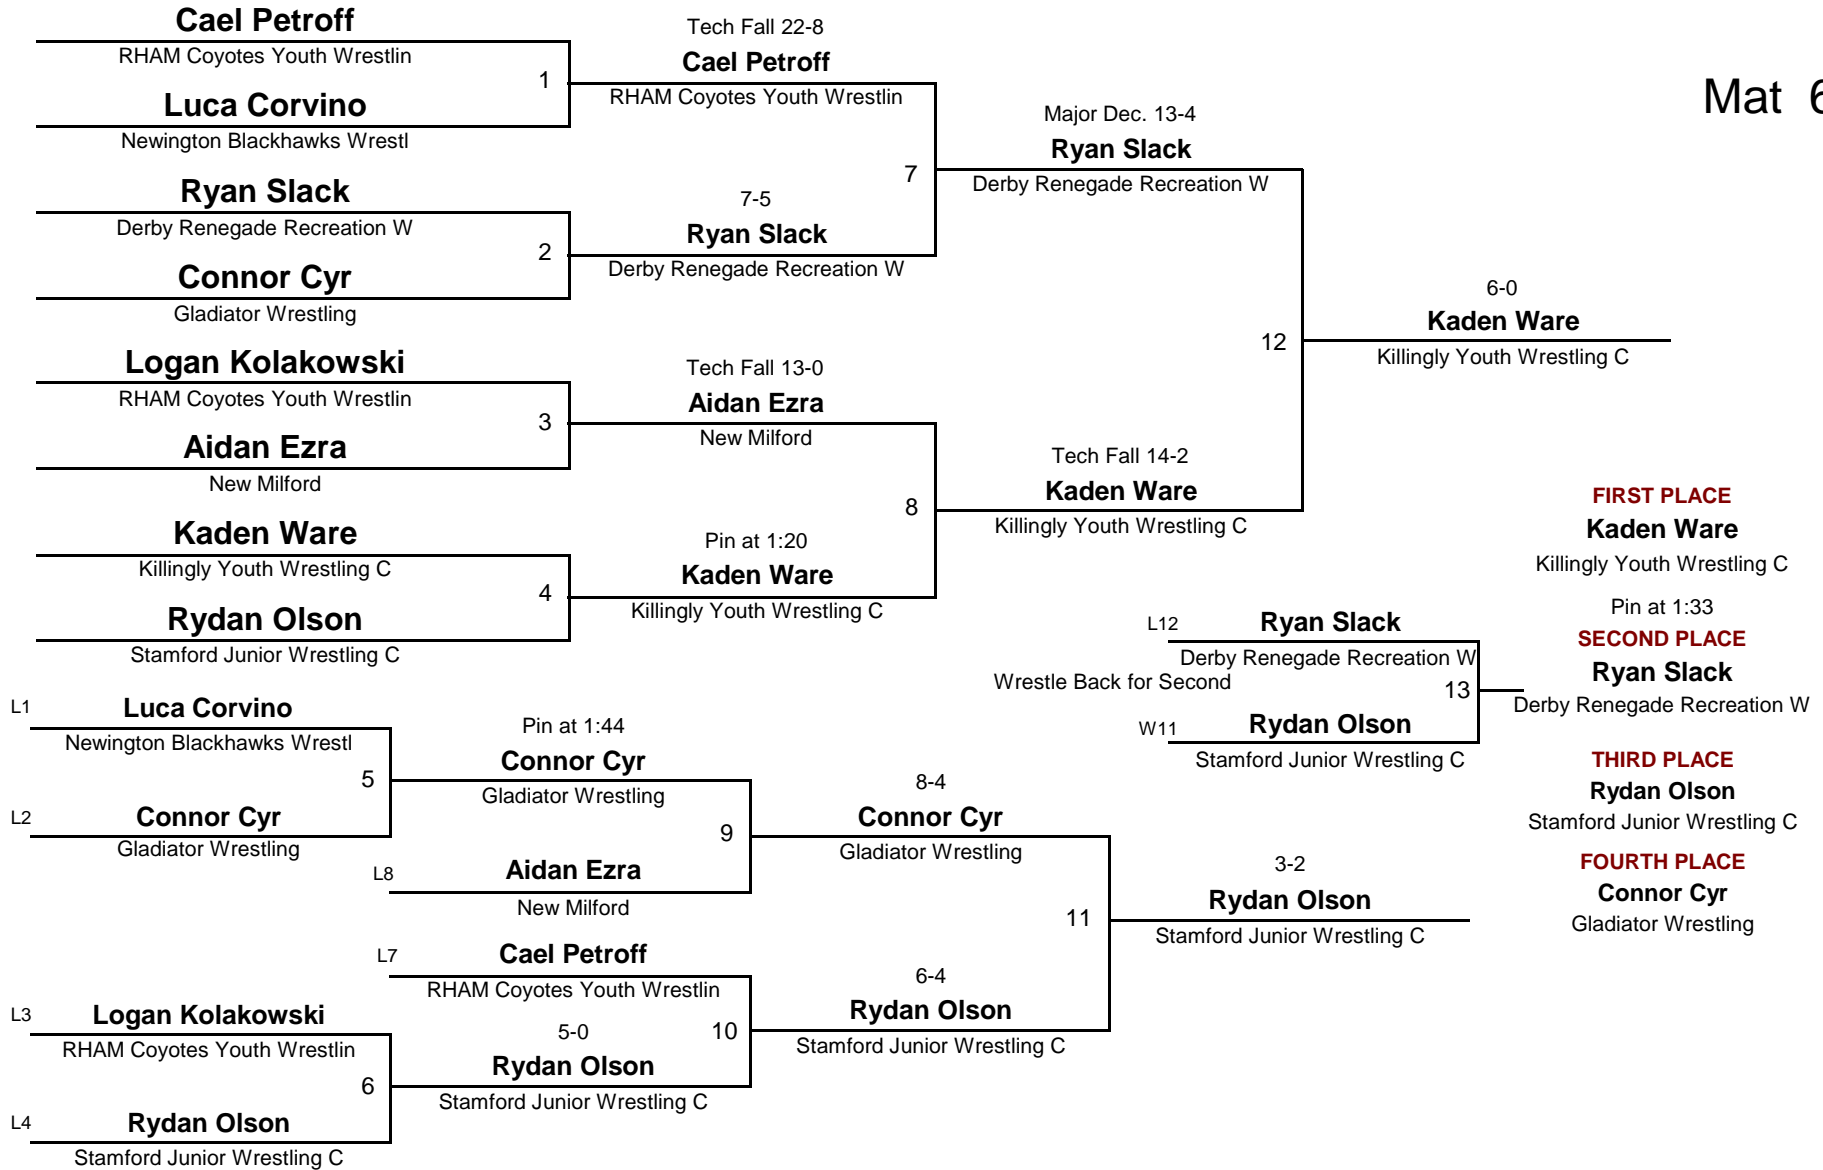 Cael Petroff
RHAM Coyotes Youth Wrestlin
1
Luca Corvino
Newington Blackhawks Wrestl
Ryan Slack
Derby Renegade Recreation W
2
Connor Cyr
Gladiator Wrestling
Logan Kolakowski
RHAM Coyotes Youth Wrestlin
3
Aidan Ezra
New Milford
Kaden Ware
Killingly Youth Wrestling C
4
Rydan Olson
Stamford Junior Wrestling C
Tech Fall 22-8
Cael Petroff
RHAM Coyotes Youth Wrestlin
7
7-5
Ryan Slack
Derby Renegade Recreation W
Tech Fall 13-0
Aidan Ezra
New Milford
8
Pin at 1:20
Kaden Ware
Killingly Youth Wrestling C
Major Dec. 13-4
Ryan Slack
Derby Renegade Recreation W
12
Tech Fall 14-2
Kaden Ware
Killingly Youth Wrestling C
Mat 6
6-0
Kaden Ware
Killingly Youth Wrestling C
L1
Luca Corvino
Newington Blackhawks Wrestl
5
L2
Connor Cyr
Gladiator Wrestling
L3
Logan Kolakowski
RHAM Coyotes Youth Wrestlin
6
L4
Rydan Olson
Stamford Junior Wrestling C
Pin at 1:44
Connor Cyr
Gladiator Wrestling
9
L8
Aidan Ezra
New Milford
L7
Cael Petroff
RHAM Coyotes Youth Wrestlin
10
5-0
Rydan Olson
Stamford Junior Wrestling C
8-4
Connor Cyr
Gladiator Wrestling
11
6-4
Rydan Olson
Stamford Junior Wrestling C
3-2
Rydan Olson
Stamford Junior Wrestling C
L12
Ryan Slack
Derby Renegade Recreation W
Wrestle Back for Second
13
W11
Rydan Olson
Stamford Junior Wrestling C
FIRST PLACE
Kaden Ware
Killingly Youth Wrestling C
Pin at 1:33
SECOND PLACE
Ryan Slack
Derby Renegade Recreation W
THIRD PLACE
Rydan Olson
Stamford Junior Wrestling C
FOURTH PLACE
Connor Cyr
Gladiator Wrestling